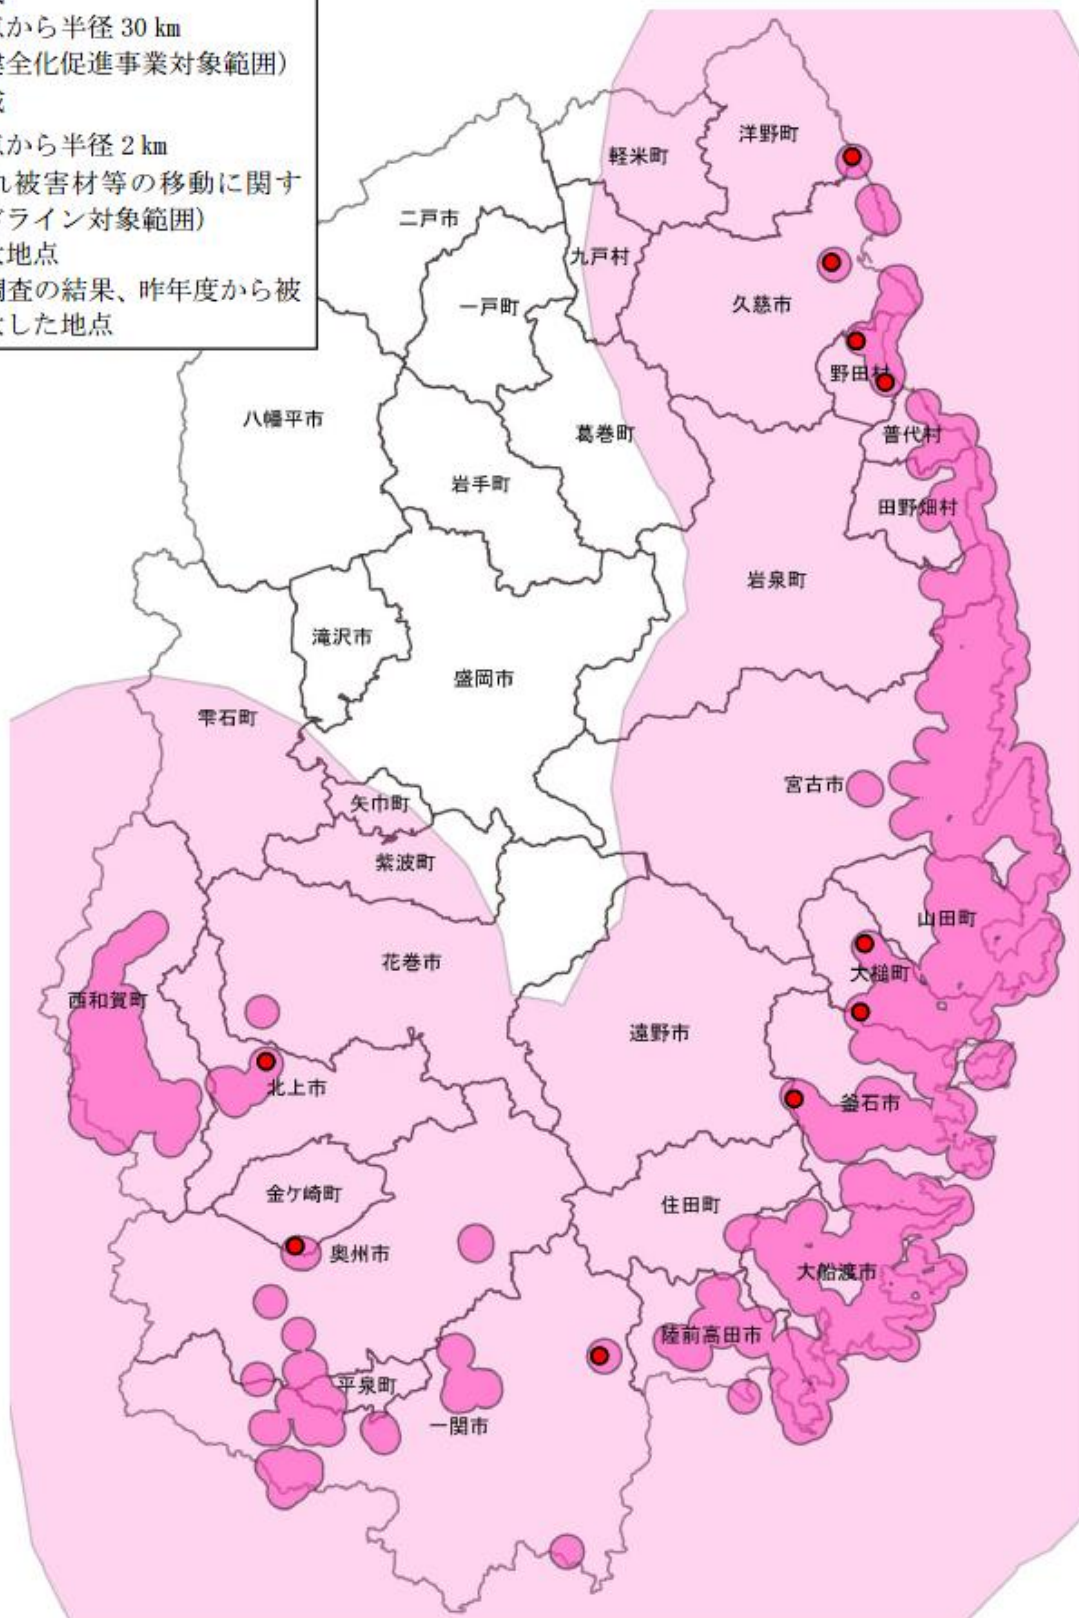 から半径 30 ㎞
全化促進事業対象範囲)
から半径 2 ㎞
被害材等の移動に関す
ライン対象範囲)
地点
査の結果、昨年度から被
した地点
洋野町
軽米町
二戸市
九戸村
一戸町
久慈市
野田村
八幡平市
葛巻町
普代村
岩手町
田野畑村
岩泉町
滝沢市
盛岡市
雫石町
宮古市
矢巾町
紫波町
山田町
花巻市
大槌町
西和賀町
遠野市
北上市
釜石市
金ケ崎町
住田町
奥州市
大船渡市
陸前高田市
平泉町
一関市